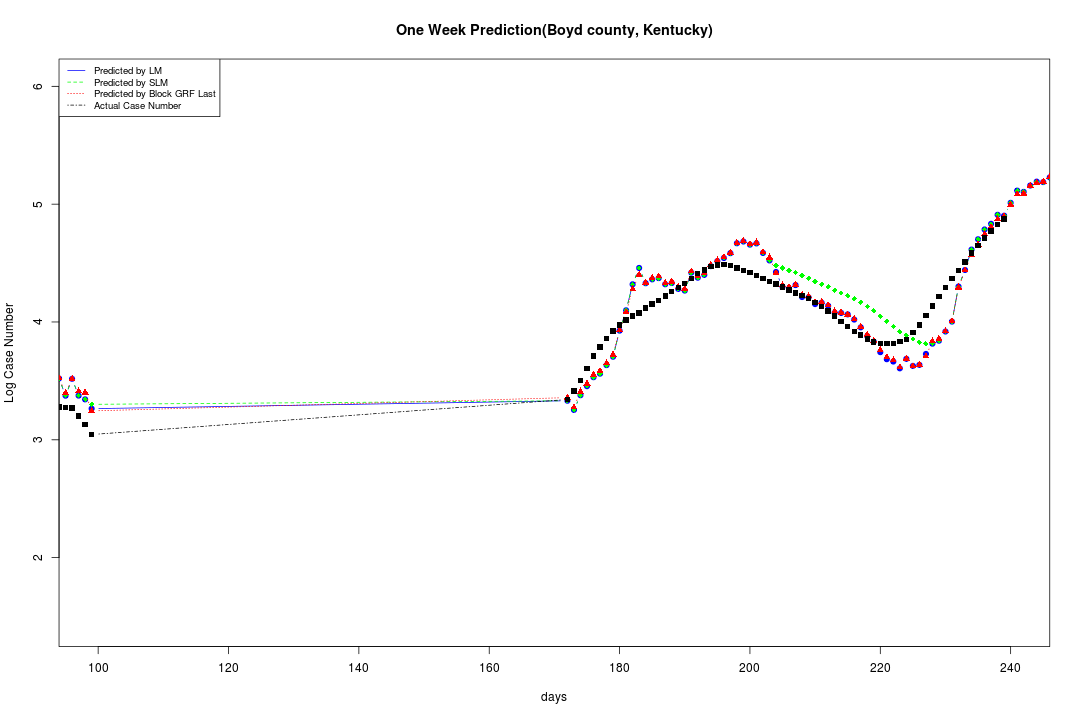 One Week Prediction(Boyd county, Kentucky)
Predicted by LM
Predicted by SLM
Predicted by Block GRF Last
Actual Case Number
Log Case Number
6
5
4
3
2
100 120 140 160 180 200 220 240
days